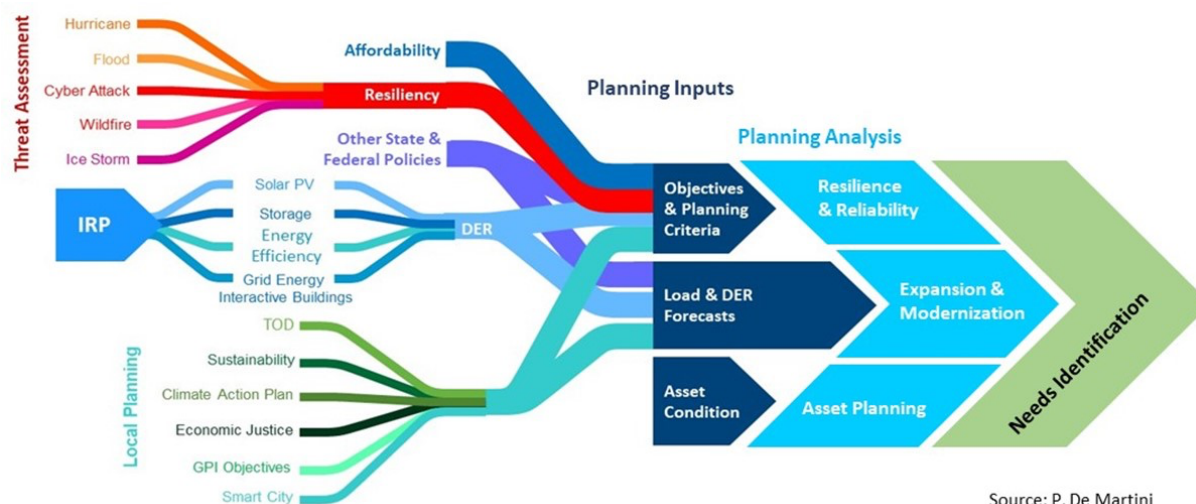 Threat Assessment
Hurricane
Flood
Cyber Attack
Wildfire
Ice Storm
Affordability
Resiliency
Other State &
Federal Policies
IRP
Solar PV
Storage
Energy
Efficiency
Grid Energy
Interactive Buildings
DER
Local Planning
TOD
Sustainability
Climate Action Plan
Economic Justice
GPI Objectives
Smart City
Planning Inputs
Objectives
& Planning
Criteria
Load & DER
Forecasts
Asset
Condition
Planning Analysis
Resilience
& Reliability
Expansion &
Modernization
Asset Planning
Needs Identification
Source: P. De Martini